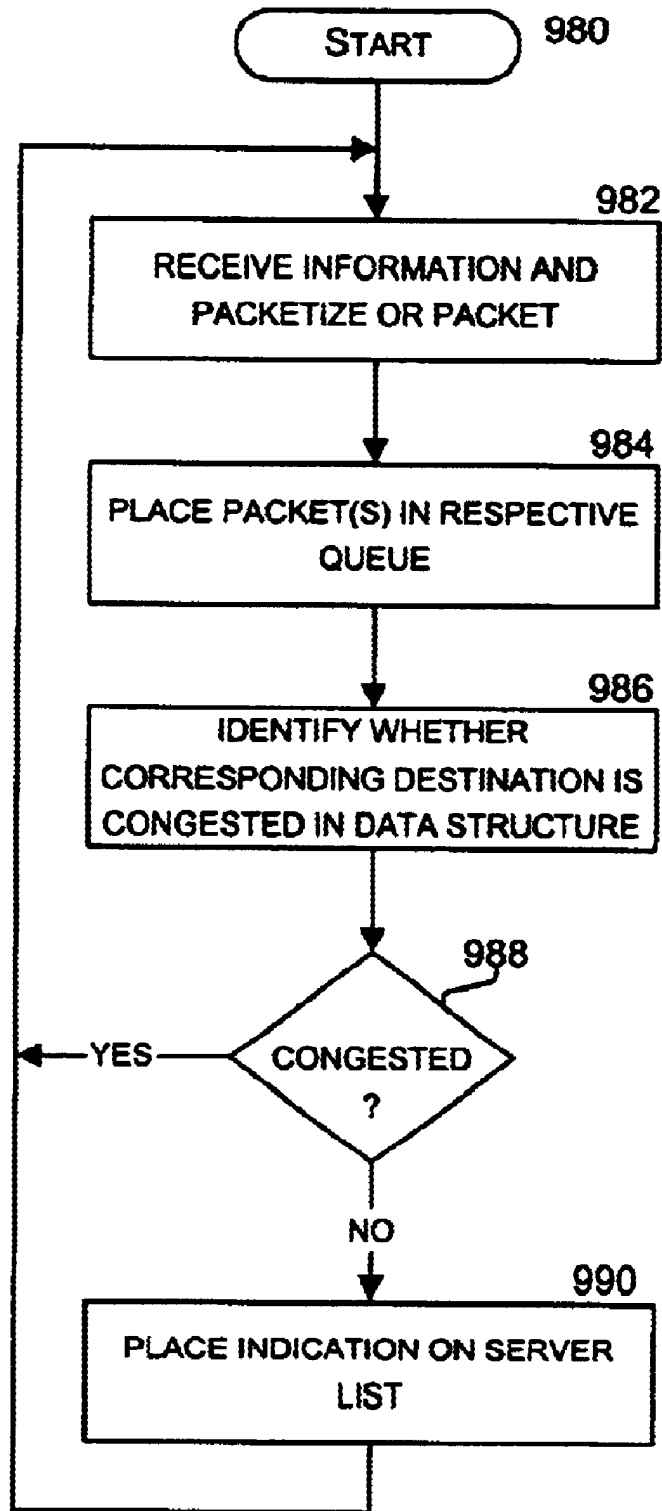 START
980
982
RECEIVE INFORMATION AND
PACKETIZE OR PACKET
984
PLACE PACKET(S) IN RESPECTIVE
QUEUE
986
IDENTIFY WHETHER
CORRESPONDING DESTINATION IS
CONGESTED IN DATA STRUCTURE
988
YES
CONGESTED
?
NO
990
PLACE INDICATION ON SERVER
LIST